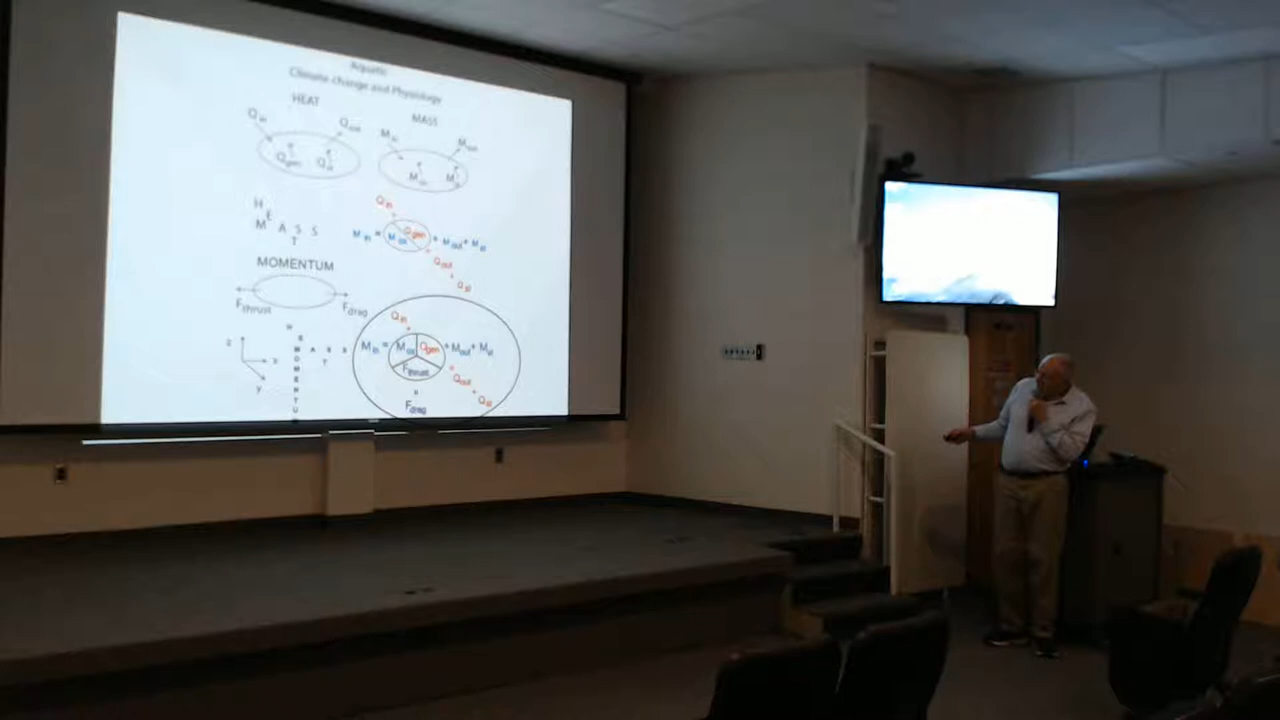 Aquatic
Climate change and Physiology
HEAT
MASS
Q in
Q out
M in
M out
Q gen
Q st
M st
H
E
M A S S
T
Q in
M in = M ox Q gen + M out + M st
Q out
Q st
MOMENTUM
F thrust
F drag
Q in
M in = M ox Q gen + M out + M st
F thrust
Q out
Q st
F drag
z
x
y
H
E
M A S S
O T
M
E
N
T
U